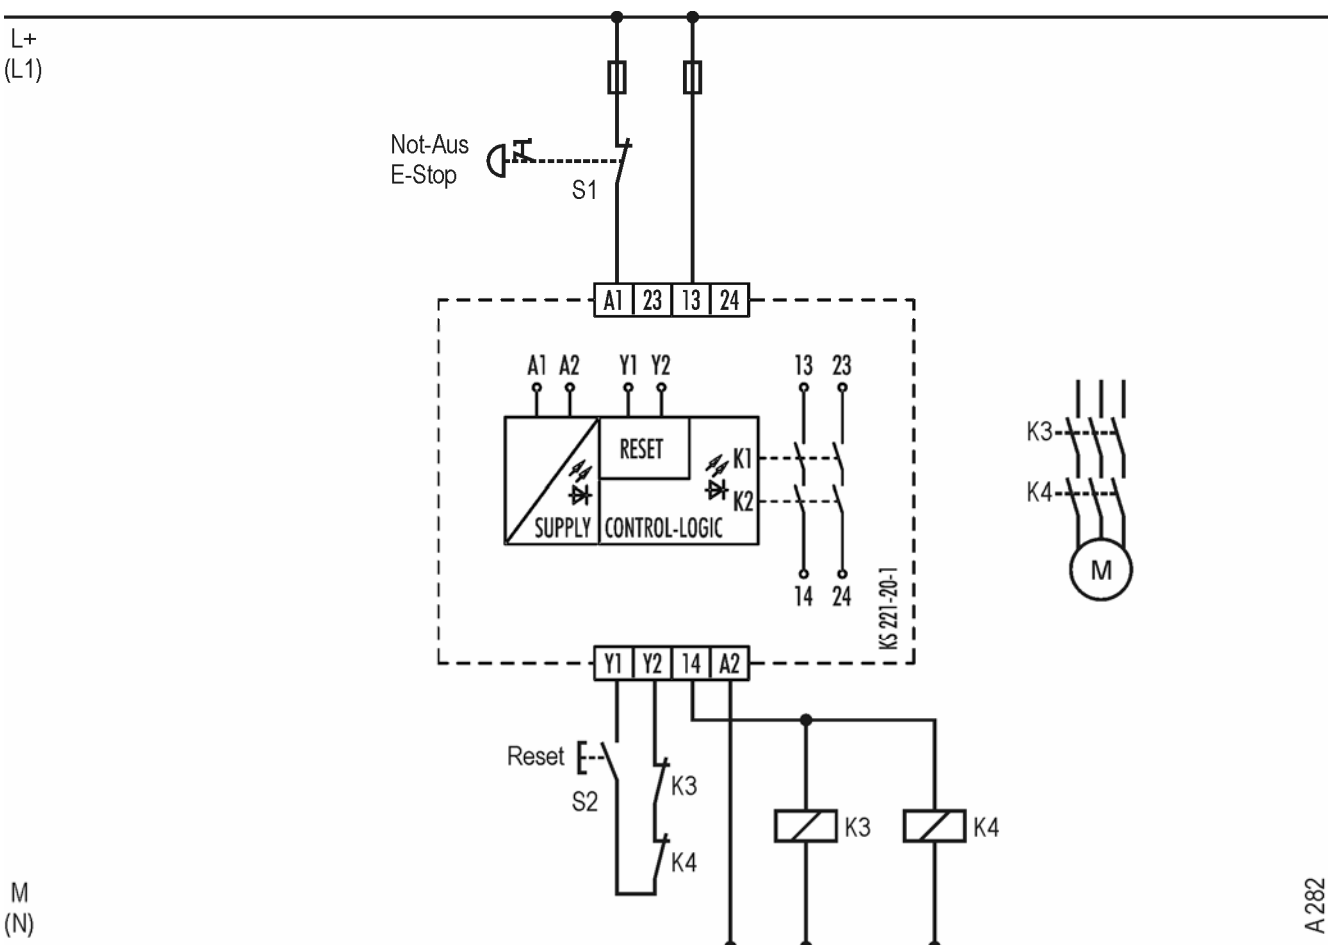 L+
(L1)
Not-Aus
E-Stop
S1
A1 23 13 24
A1 A2 Y1 Y2 13 23
RESET
K1
K2
SUPPLY CONTROL-LOGIC
14 24
KS 221-20-1
K3
K4
M
Y1 Y2 14 A2
Reset
S2
K3
K4
K3
K4
M
(N)
A 282